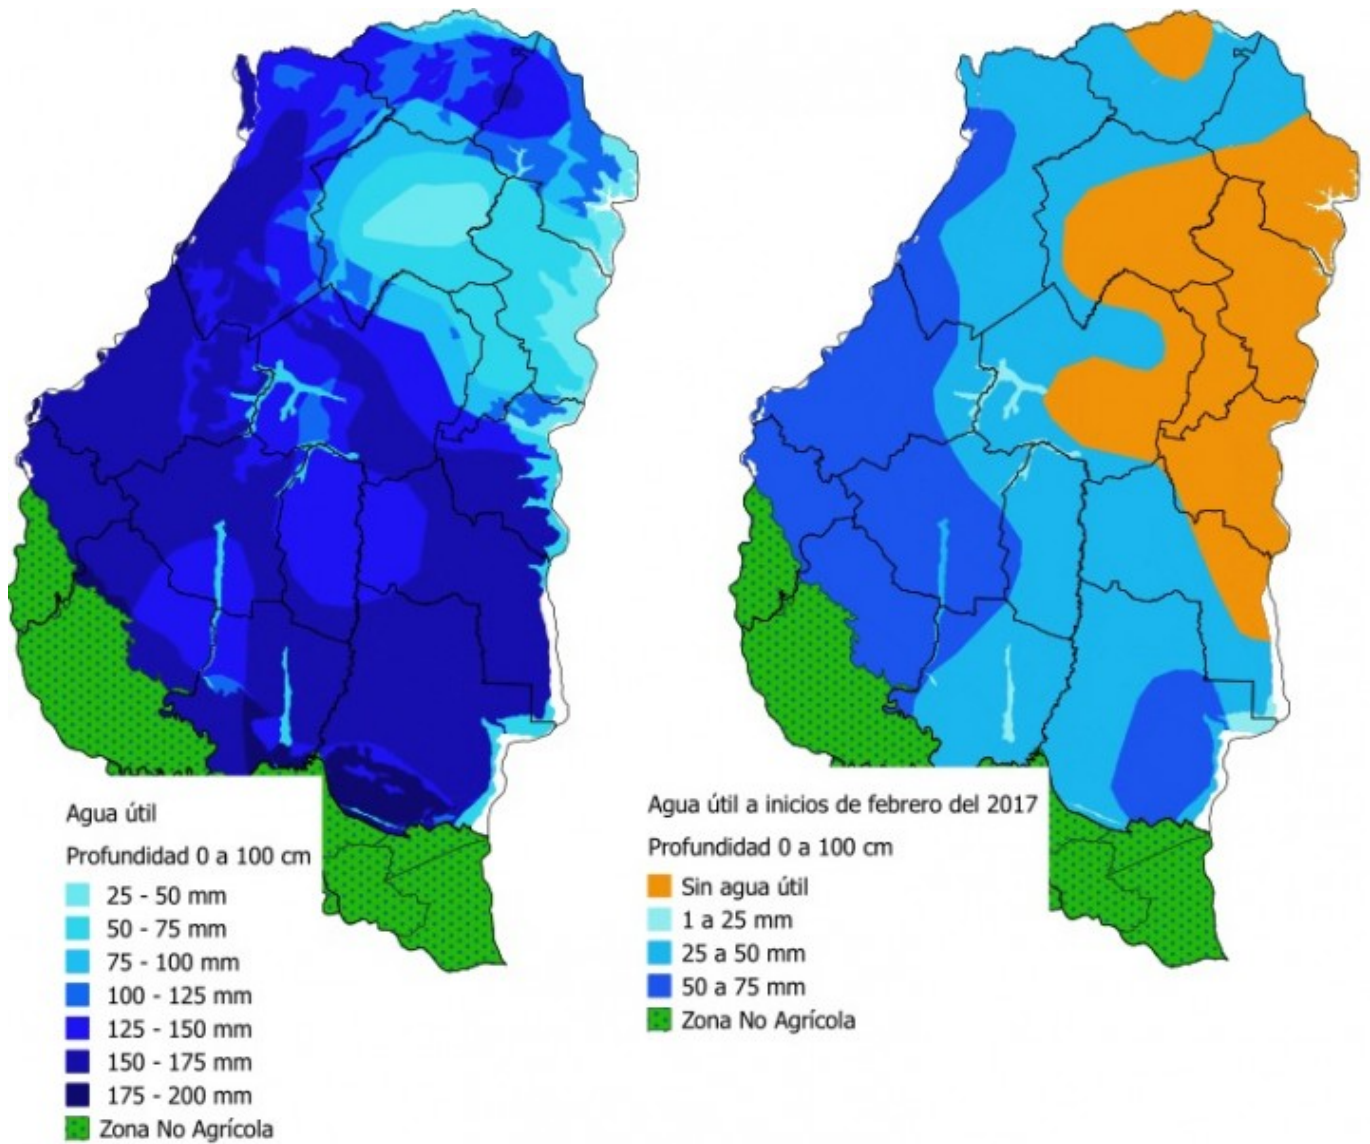 Agua útil
Profundidad 0 a 100 cm
25 - 50 mm
50 - 75 mm
75 - 100 mm
100 - 125 mm
125 - 150 mm
150 - 175 mm
175 - 200 mm
Zona No Agrícola
Agua útil a inicios de febrero del 2017
Profundidad 0 a 100 cm
Sin agua útil
1 a 25 mm
25 a 50 mm
50 a 75 mm
Zona No Agrícola